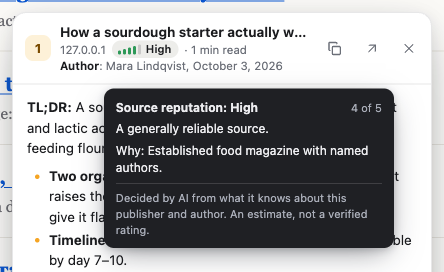 How a sourdough starter actually w...
1
127.0.0.1 High · 1 min read
Author: Mara Lindqvist, October 3, 2026
TL;DR: A so
and lactic ac
feeding flour
Source reputation: High 4 of 5
A generally reliable source.
Why: Established food magazine with named
authors.
Decided by AI from what it knows about this
publisher and author. An estimate, not a verified
rating.
Two orga
raises the
give it fla
Timeline
by day 7–10.